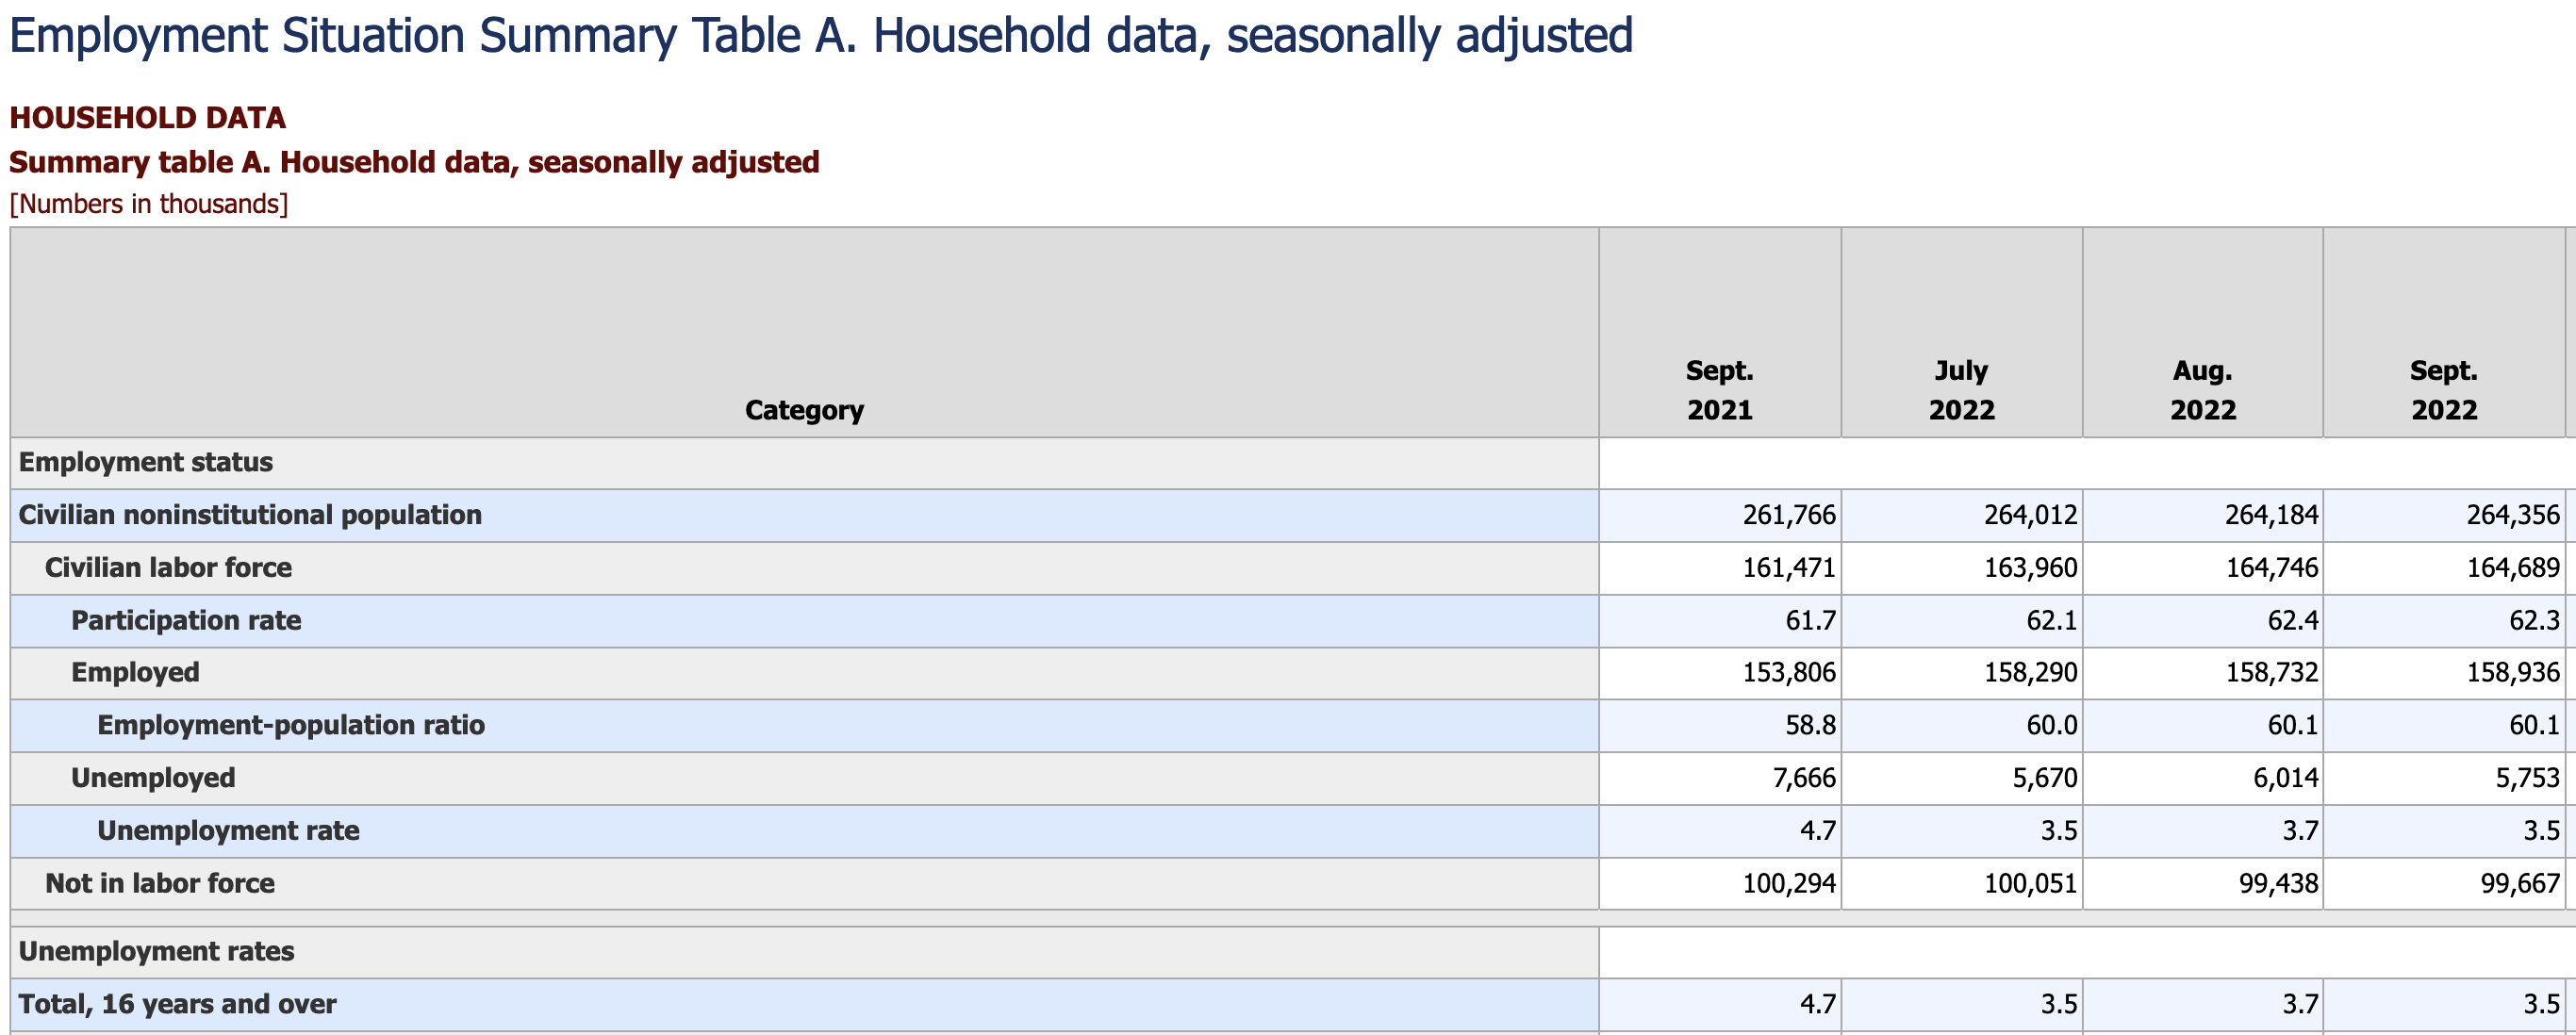 Employment Situation Summary Table A. Household data, seasonally adjusted
HOUSEHOLD DATA
Summary table A. Household data, seasonally adjusted
[Numbers in thousands]
Category Sept. 2021 July 2022 Aug. 2022 Sept. 2022
Employment status
Civilian noninstitutional population 261,766 264,012 264,184 264,356
Civilian labor force 161,471 163,960 164,746 164,689
Participation rate 61.7 62.1 62.4 62.3
Employed 153,806 158,290 158,732 158,936
Employment-population ratio 58.8 60.0 60.1 60.1
Unemployed 7,666 5,670 6,014 5,753
Unemployment rate 4.7 3.5 3.7 3.5
Not in labor force 100,294 100,051 99,438 99,667
Unemployment rates
Total, 16 years and over 4.7 3.5 3.7 3.5